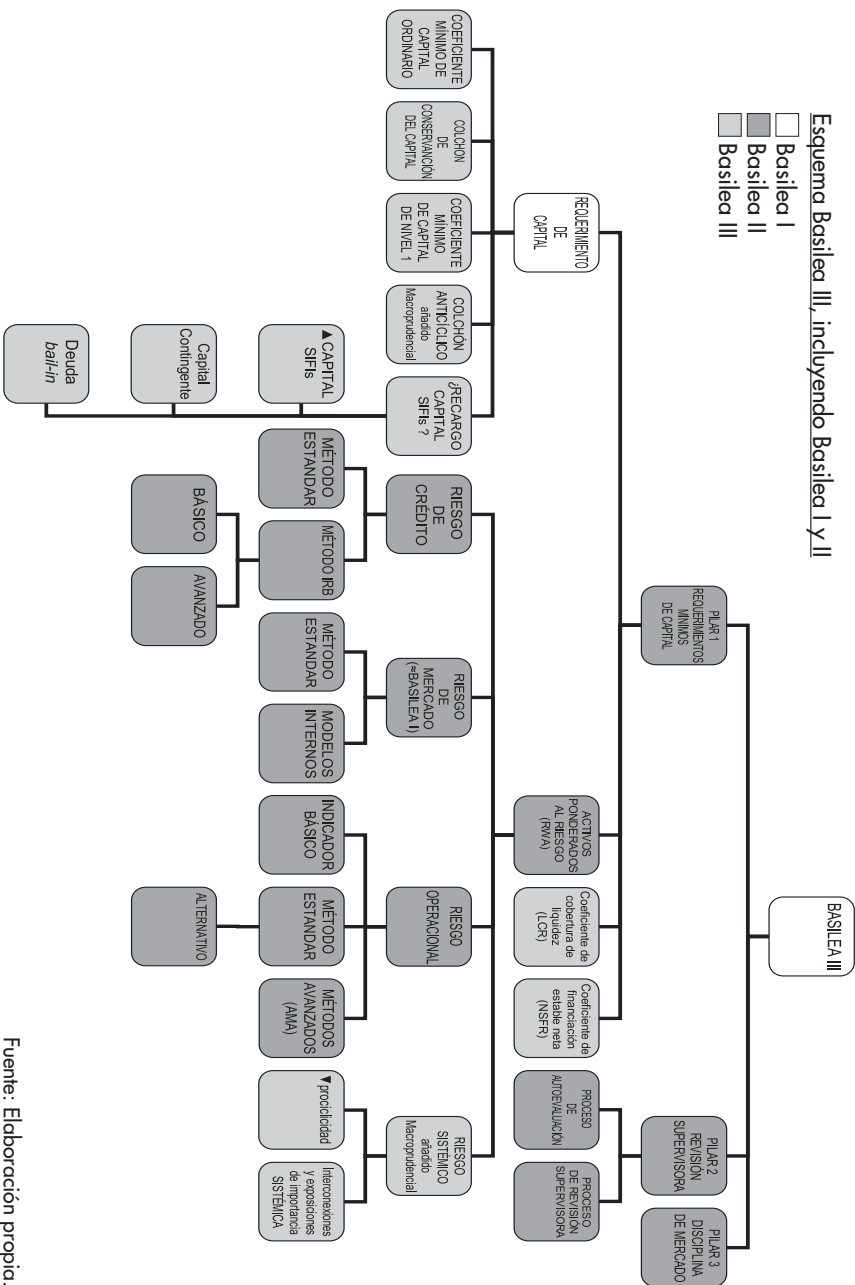 Esquema Basilea III, incluyendo Basilea I y II
Basilea I
Basilea II
Basilea III
BASILEA III
PILAR 1
REQUERIMENTOS
MÍNIMOS
DE CAPITAL
PILAR 2
REVISIÓN
SUPERVISORA
PILAR 3
DISCIPLINA
DE MERCADO
REQUERIMIENTO
DE
CAPITAL
ACTIVOS
PONDERADOS
AL RIESGO
(RWA)
Coeficiente de
cobertura de
liquidez
(LCR)
Coeficiente de
financiación
estable neta
(NSFR)
PROCESO
DE
AUTOEVALUACIÓN
PROCESO
DE REVISIÓN
SUPERVISORA
COEFICIENTE
MÍNIMO DE
CAPITAL
ORDINARIO
COLCHON
DE
CONSERVANCIÓN
DEL CAPITAL
COEFICIENTE
MÍNIMO
DE CAPITAL
DE NIVEL 1
COLCHÓN
ANTICÍCLICO
añadido
Macroprudencial
¿RECARGO
CAPITAL
SIFIs ?
RIESGO
DE
CRÉDITO
RIESGO
DE
MERCADO
(≈BASILEA I)
RIESGO
OPERACIONAL
RIESGO
SISTÉMICO
añadido
Macroprudencial
▲CAPITAL
SIFIs
MÉTODO
ESTANDAR
MÉTODO IRB
MÉTODO
ESTANDAR
MODELOS
INTERNOS
INDICADOR
BÁSICO
MÉTODO
ESTANDAR
MÉTODOS
AVANZADOS
(AMA)
▼prociclicidad
Interconexiones
y exposiciones
de importancia
SISTÉMICA
Capital
Contingente
BÁSICO
AVANZADO
ALTERNATIVO
Deuda
bail-in
Fuente: Elaboración propia.